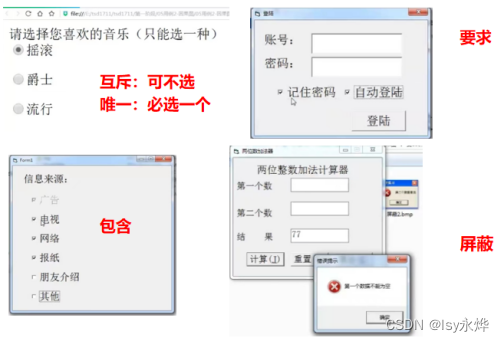 请选择您喜欢的音乐（只能选一种）
摇滚
爵士
流行
互斥：可不选
唯一：必选一个
登陆
账号：
密码：
记住密码
自动登陆
登陆
要求
Form1
信息来源：
广告
电视
网络
报纸
朋友介绍
其他
包含
两位数加法器
两位整数加法计算器
第一个数
第二个数
结 果
77
计算(J)
重置
错误提示
第一个数据不能为空
确定
屏蔽2.bmp
屏蔽
CSDN @lsy永烨